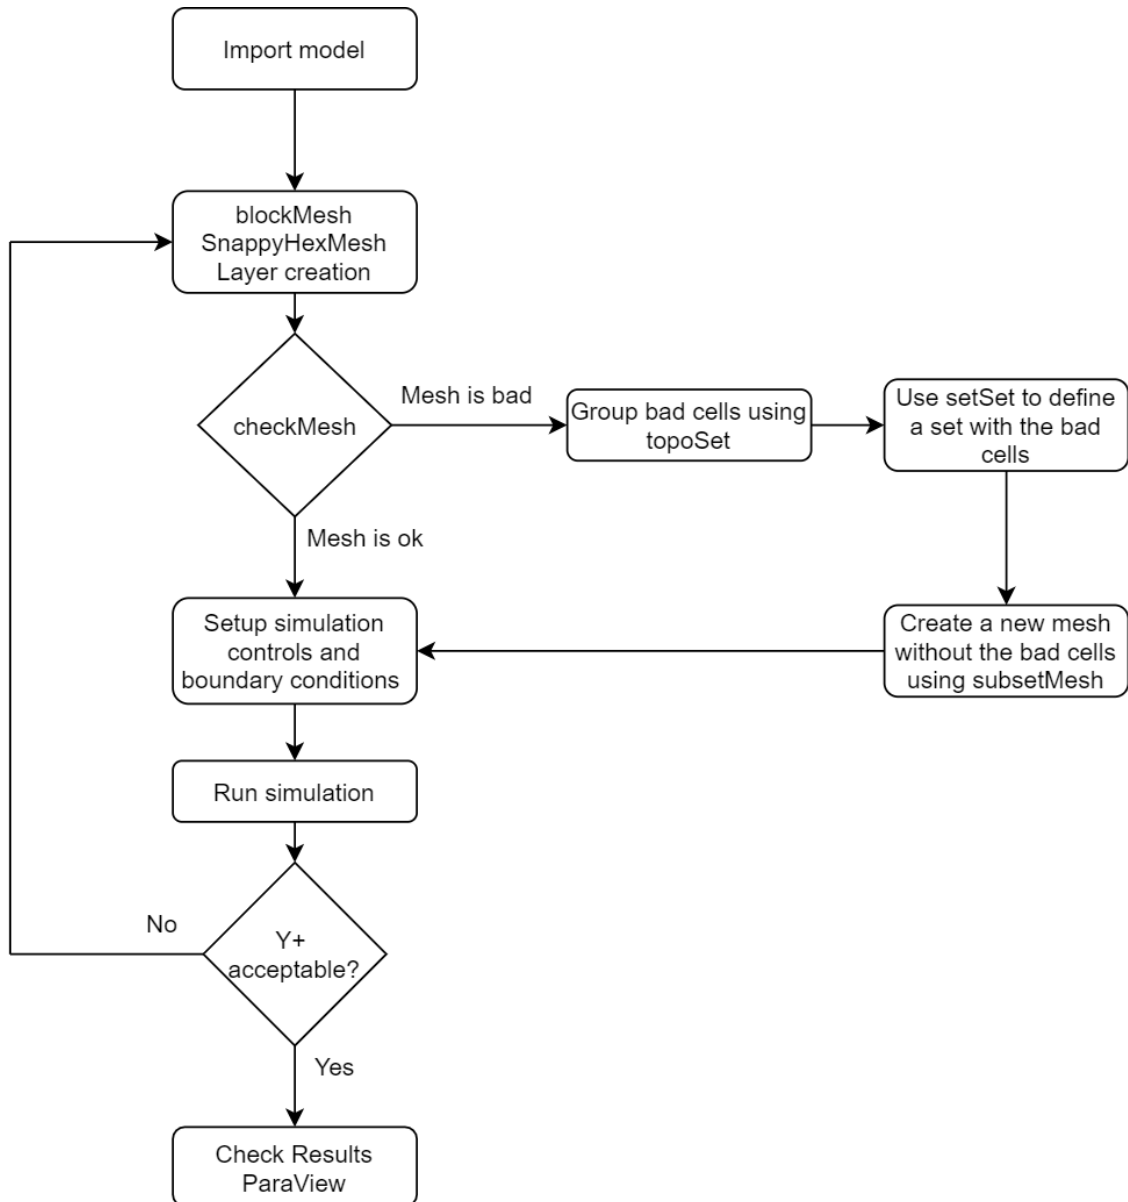 Import model
blockMesh
SnappyHexMesh
Layer creation
checkMesh
Mesh is bad
Group bad cells using
topoSet
Use setSet to define
a set with the bad
cells
Mesh is ok
Setup simulation
controls and
boundary conditions
Create a new mesh
without the bad cells
using subsetMesh
Run simulation
No
Y+
acceptable?
Yes
Check Results
ParaView